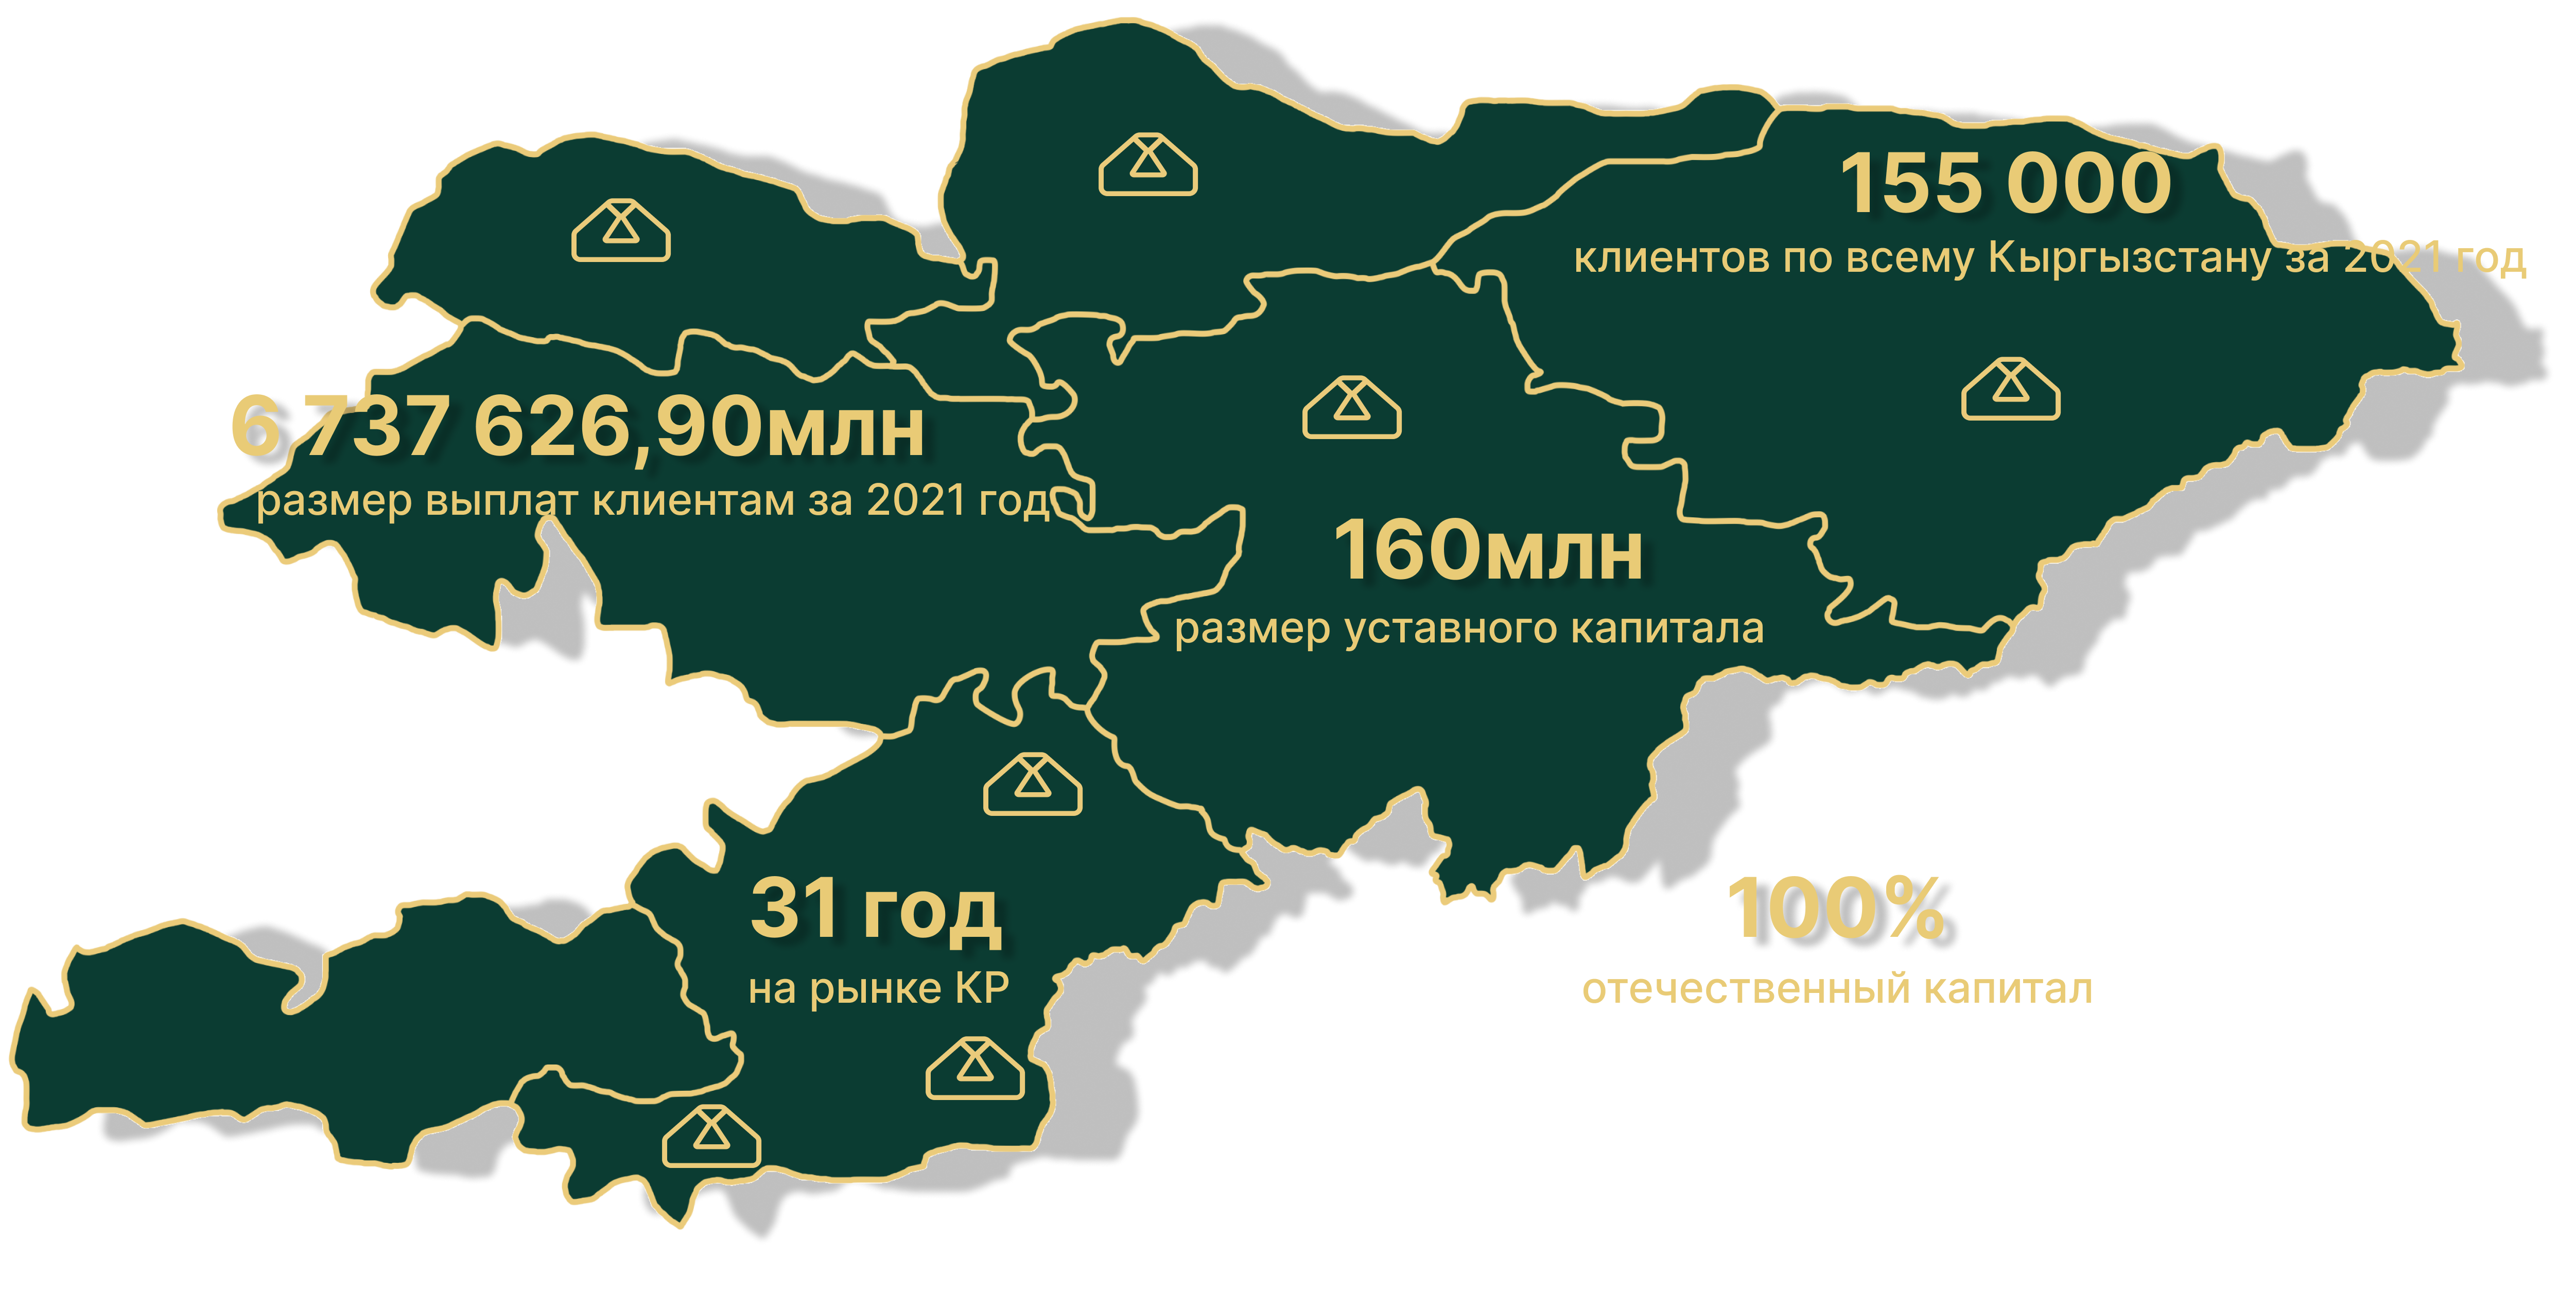 155 000
клиентов по всему Кыргызстану за 2021 год
6 737 626,90млн
размер выплат клиентам за 2021 год
160млн
размер уставного капитала
31 год
на рынке КР
100%
отечественный капитал